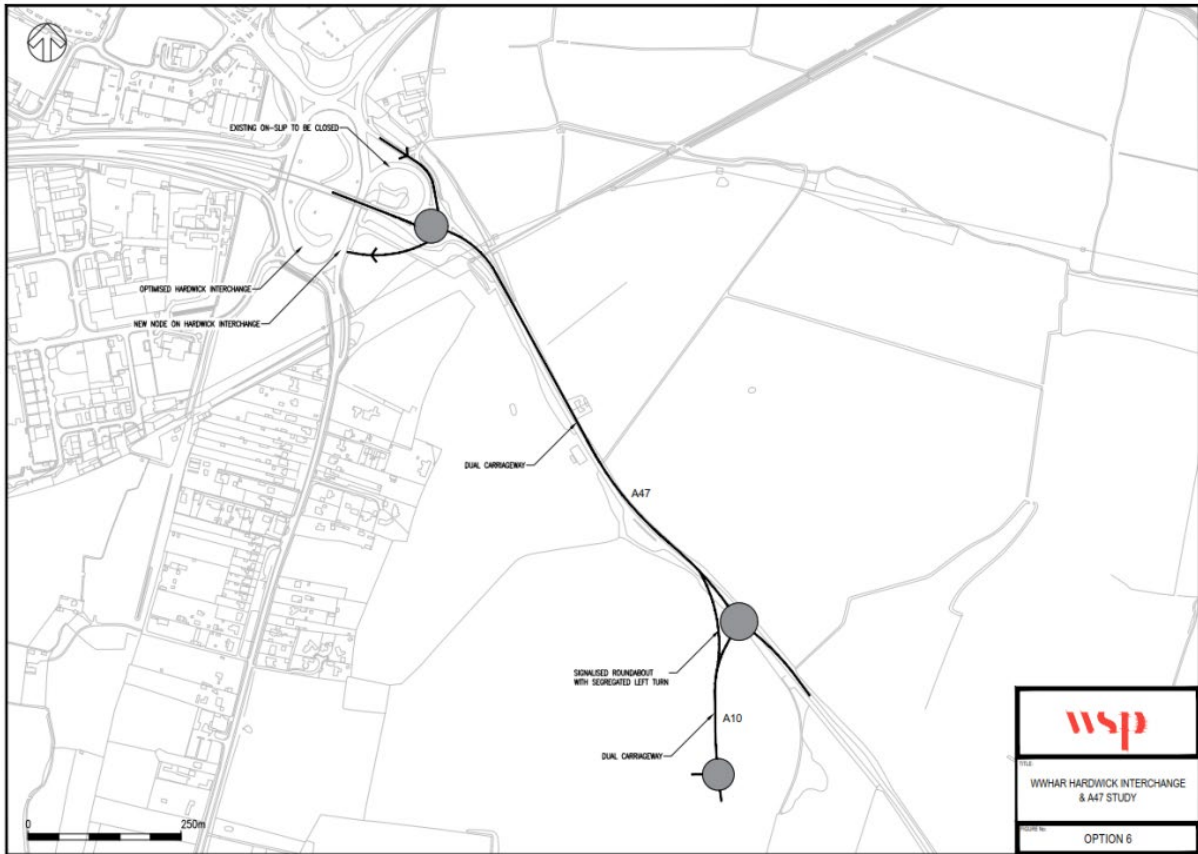 EXISTING ON-SLIP TO BE CLOSED
OPTIMISED HARDWICK INTERCHANGE
NEW NODE ON HARDWICK INTERCHANGE
DUAL CARRIAGEWAY
A47
SIGNALISED ROUNDABOUT
WITH SEGREGATED LEFT TURN
A10
DUAL CARRIAGEWAY
0
250m
wsp
TITLE:
WWHAR HARDWICK INTERCHANGE
& A47 STUDY
FIGURE No:
OPTION 6